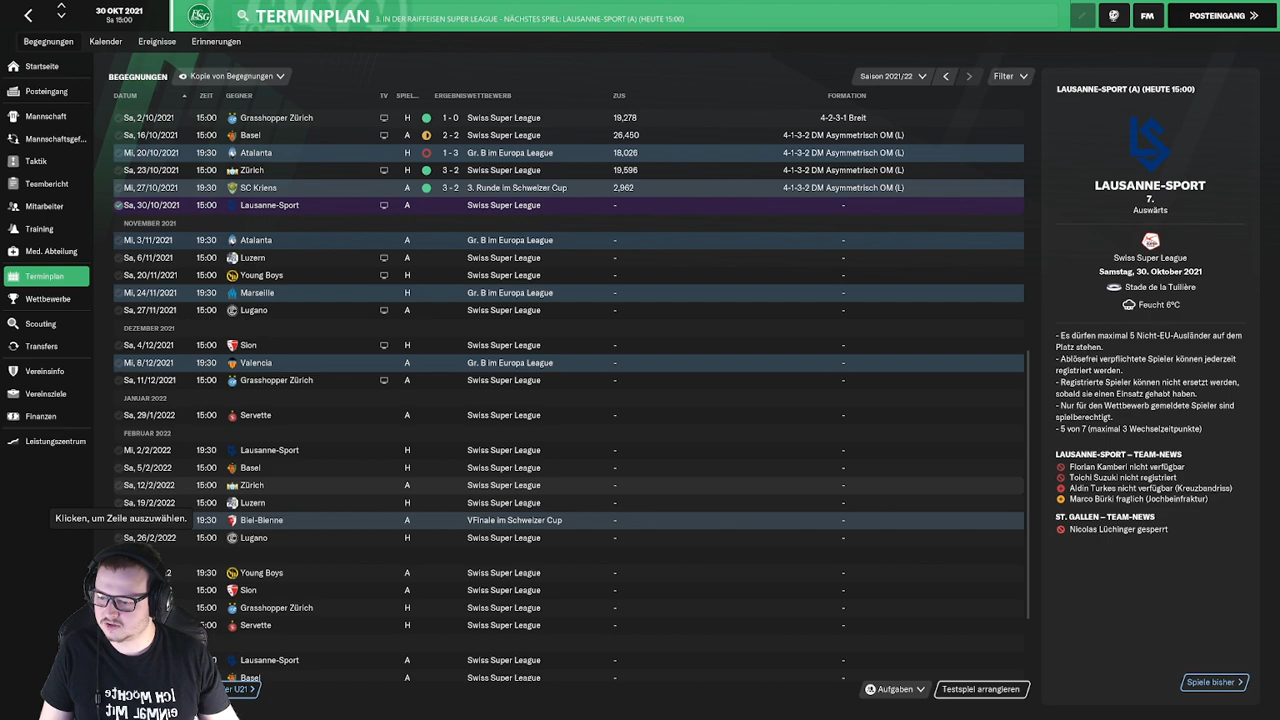 30 OKT 2021
Sa 15:00
TERMINPLAN
3. IN DER RAIFFEISEN SUPER LEAGUE - NÄCHSTES SPIEL: LAUSANNE-SPORT (A) (HEUTE 15:00)
FM
POSTEINGANG
Begegnungen Kalender Ereignisse Erinnerungen
Startseite
Posteingang
Mannschaft
Mannschaftsgef...
Taktik
Teambericht
Mitarbeiter
Training
Med. Abteilung
Terminplan
Wettbewerbe
Scouting
Transfers
Vereinsinfo
Vereinsziele
Finanzen
Leistungszentrum
BEGEGNUNGEN Kopie von Begegnungen Saison 2021/22 Filter
DATUM ZEIT GEGNER TV SPIEL... ERGEBNIS WETTBEWERB ZUS FORMATION
Sa, 2/10/2021 15:00 Grasshopper Zürich H 1 - 0 Swiss Super League 19,278 4-2-3-1 Breit
Sa, 16/10/2021 15:00 Basel A 2 - 2 Swiss Super League 26,450 4-1-3-2 DM Asymmetrisch OM (L)
Mi, 20/10/2021 19:30 Atalanta H 1 - 3 Gr. B im Europa League 18,026 4-1-3-2 DM Asymmetrisch OM (L)
Sa, 23/10/2021 15:00 Zürich H 3 - 2 Swiss Super League 19,596 4-1-3-2 DM Asymmetrisch OM (L)
Mi, 27/10/2021 19:30 SC Kriens A 3 - 2 3. Runde im Schweizer Cup 2,962 4-1-3-2 DM Asymmetrisch OM (L)
Sa, 30/10/2021 15:00 Lausanne-Sport A Swiss Super League - -
NOVEMBER 2021
Mi, 3/11/2021 19:30 Atalanta A Gr. B im Europa League - -
Sa, 6/11/2021 15:00 Luzern A Swiss Super League - -
Sa, 20/11/2021 15:00 Young Boys H Swiss Super League - -
Mi, 24/11/2021 19:30 Marseille H Gr. B im Europa League - -
Sa, 27/11/2021 15:00 Lugano A Swiss Super League - -
DEZEMBER 2021
Sa, 4/12/2021 15:00 Sion H Swiss Super League - -
Mi, 8/12/2021 19:30 Valencia A Gr. B im Europa League - -
Sa, 11/12/2021 15:00 Grasshopper Zürich A Swiss Super League - -
JANUAR 2022
Sa, 29/1/2022 15:00 Servette A Swiss Super League - -
FEBRUAR 2022
Mi, 2/2/2022 19:30 Lausanne-Sport H Swiss Super League - -
Sa, 5/2/2022 15:00 Basel H Swiss Super League - -
Sa, 12/2/2022 15:00 Zürich A Swiss Super League - -
Sa, 19/2/2022 15:00 Luzern H Swiss Super League - -
Klicken, um Zeile auszuwählen. 19:30 Biel-Bienne A VFinale im Schweizer Cup - -
Sa, 26/2/2022 15:00 Lugano H Swiss Super League - -
2 19:30 Young Boys A Swiss Super League - -
15:00 Sion A Swiss Super League - -
15:00 Grasshopper Zürich H Swiss Super League - -
15:00 Servette H Swiss Super League - -
Lausanne-Sport A Swiss Super League - -
Basel A Swiss Super League - -
er U21 Aufgaben Testspiel arrangieren
LAUSANNE-SPORT (A) (HEUTE 15:00)
LAUSANNE-SPORT
7.
Auswärts
Swiss Super League
Samstag, 30. Oktober 2021
Stade de la Tuilière
Feucht 6°C
- Es dürfen maximal 5 Nicht-EU-Ausländer auf dem
Platz stehen.
- Ablösefrei verpflichtete Spieler können jederzeit
registriert werden.
- Registrierte Spieler können nicht ersetzt werden,
sobald sie einen Einsatz gehabt haben.
- Nur für den Wettbewerb gemeldete Spieler sind
spielberechtigt.
- 5 von 7 (maximal 3 Wechselzeitpunkte)
LAUSANNE-SPORT – TEAM-NEWS
Florian Kamberi nicht verfügbar
Toichi Suzuki nicht registriert
Aldin Turkes nicht verfügbar (Kreuzbandriss)
Marco Bürki fraglich (Jochbeinfraktur)
ST. GALLEN – TEAM-NEWS
Nicolas Lüchinger gesperrt
Spiele bisher
ICH MÖCHTE
EINMAL MIT